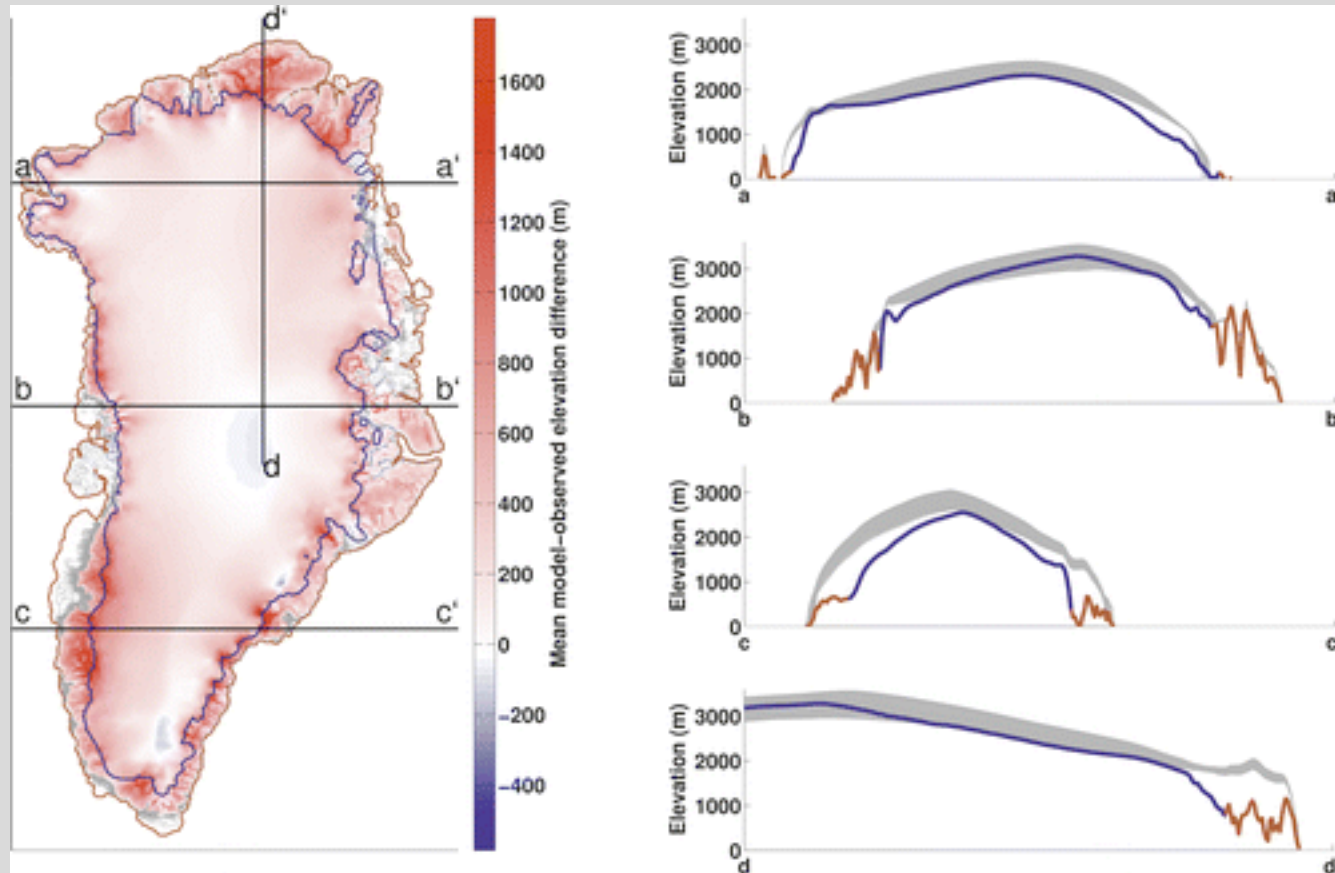 d'
a
a'
b
b'
d
c
c'
1600
1400
1200
1000
800
600
400
200
0
−200
−400
Mean model−observed elevation difference (m)
Elevation (m)
3000
2000
1000
0
a
a
Elevation (m)
3000
2000
1000
0
b
b
Elevation (m)
3000
2000
1000
0
c
c
Elevation (m)
3000
2000
1000
0
d
d